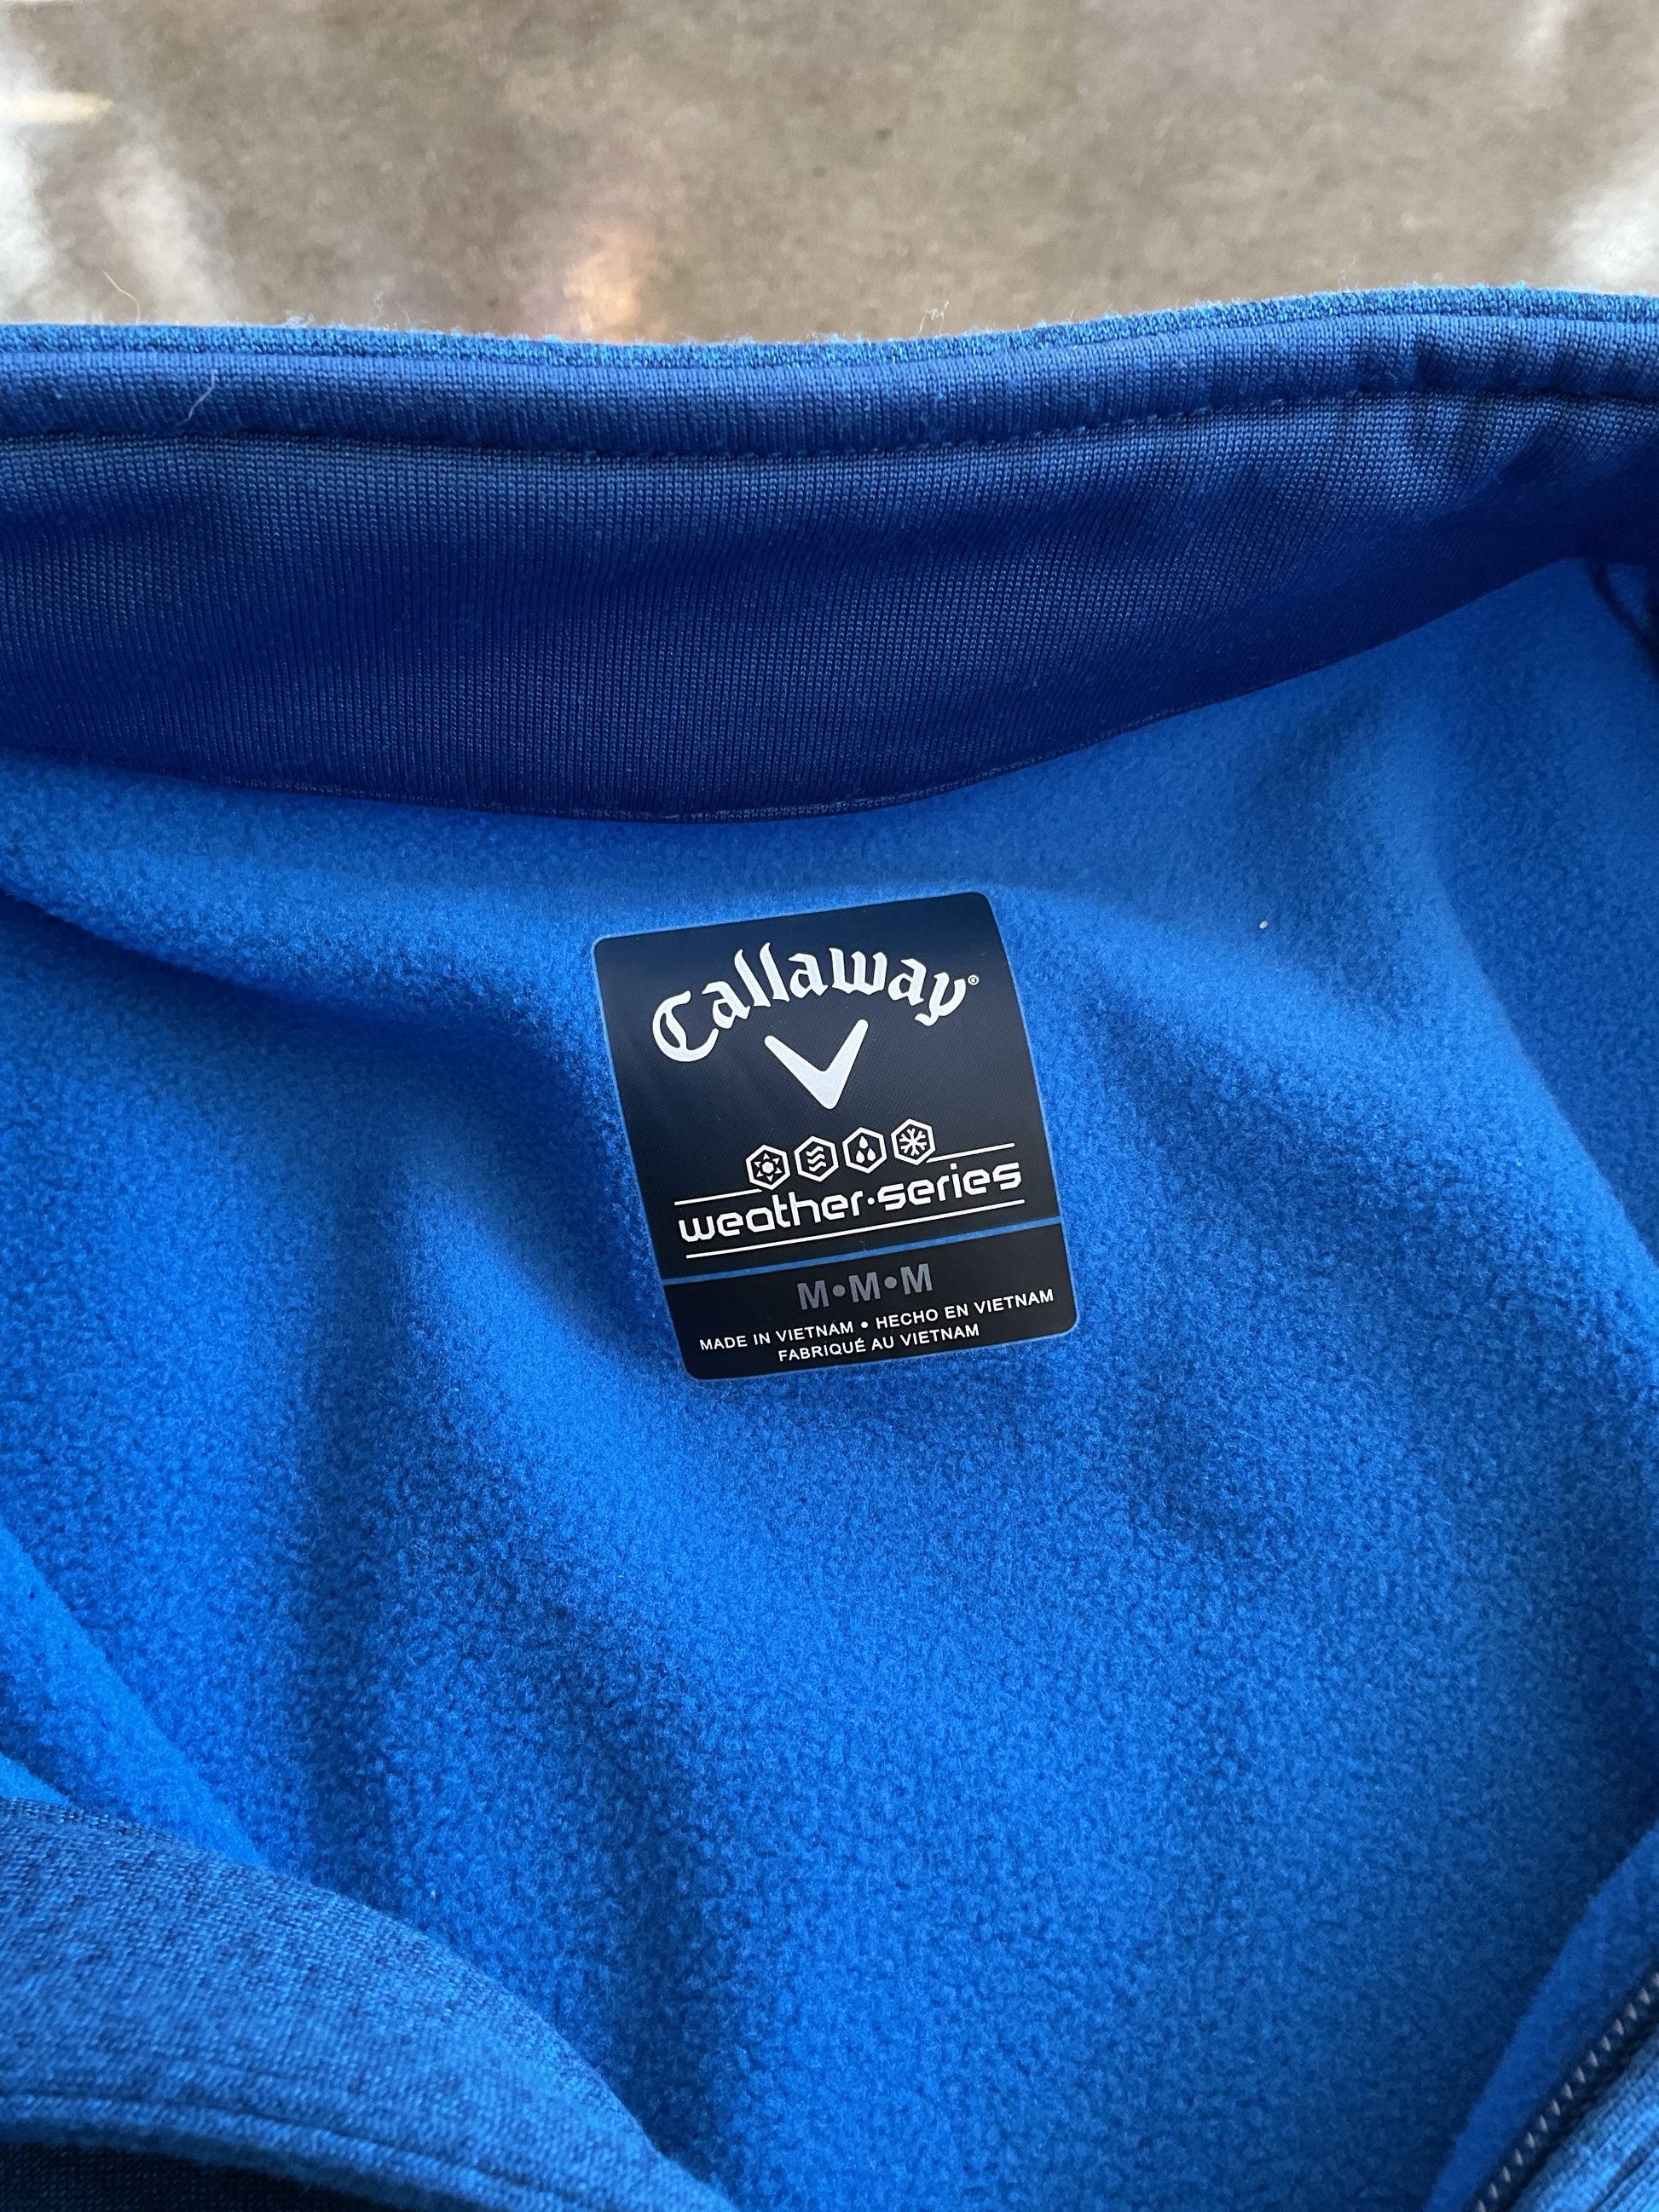 Callaway®
weather·series
M•M•M
MADE IN VIETNAM • HECHO EN VIETNAM
FABRIQUÉ AU VIETNAM